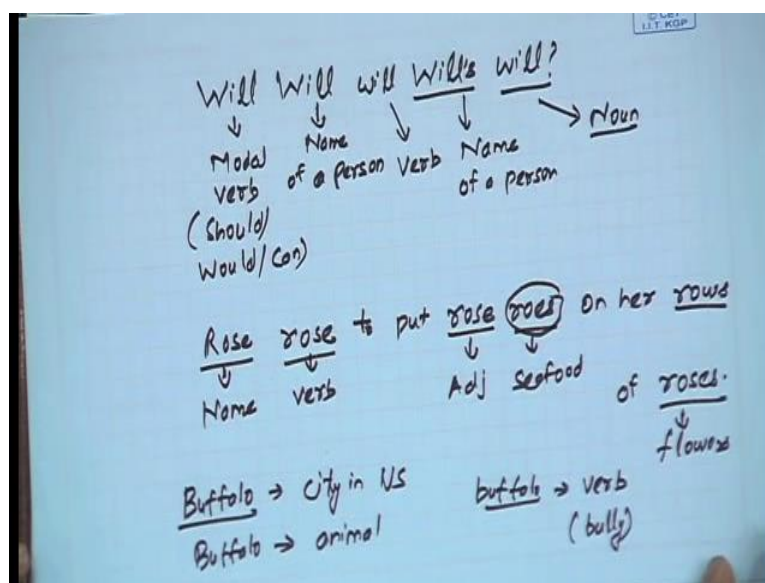 © CET
I.I.T. KGP
Will Will will Will's will?
Modal verb (Should/ Would/Can)
Name of a person
Verb
Name of a person
Noun
Rose rose to put rose roes on her rows
of roses.
Name
verb
Adj
seafood
flowers
Buffalo → city in US
Buffalo → animal
buffalo → verb
(bully)